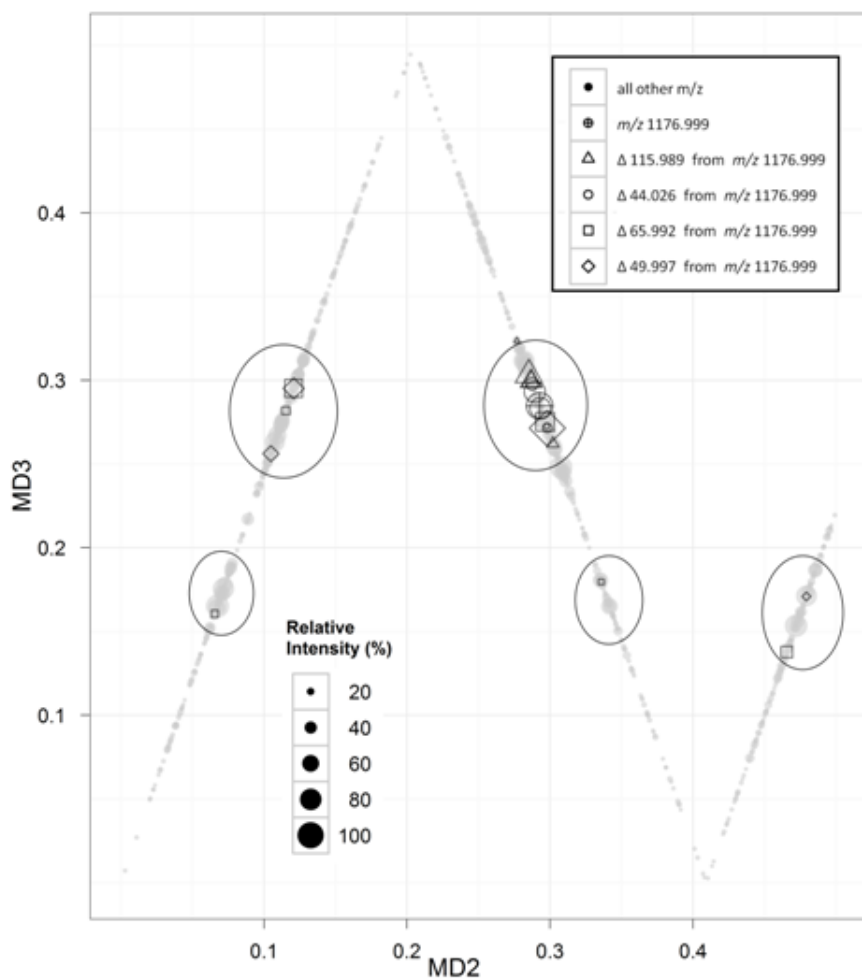 all other m/z
m/z 1176.999
Δ 115.989 from m/z 1176.999
Δ 44.026 from m/z 1176.999
Δ 65.992 from m/z 1176.999
Δ 49.997 from m/z 1176.999
0.4
0.3
0.2
0.1
MD3
Relative
Intensity (%)
20
40
60
80
100
0.1
0.2
0.3
0.4
MD2